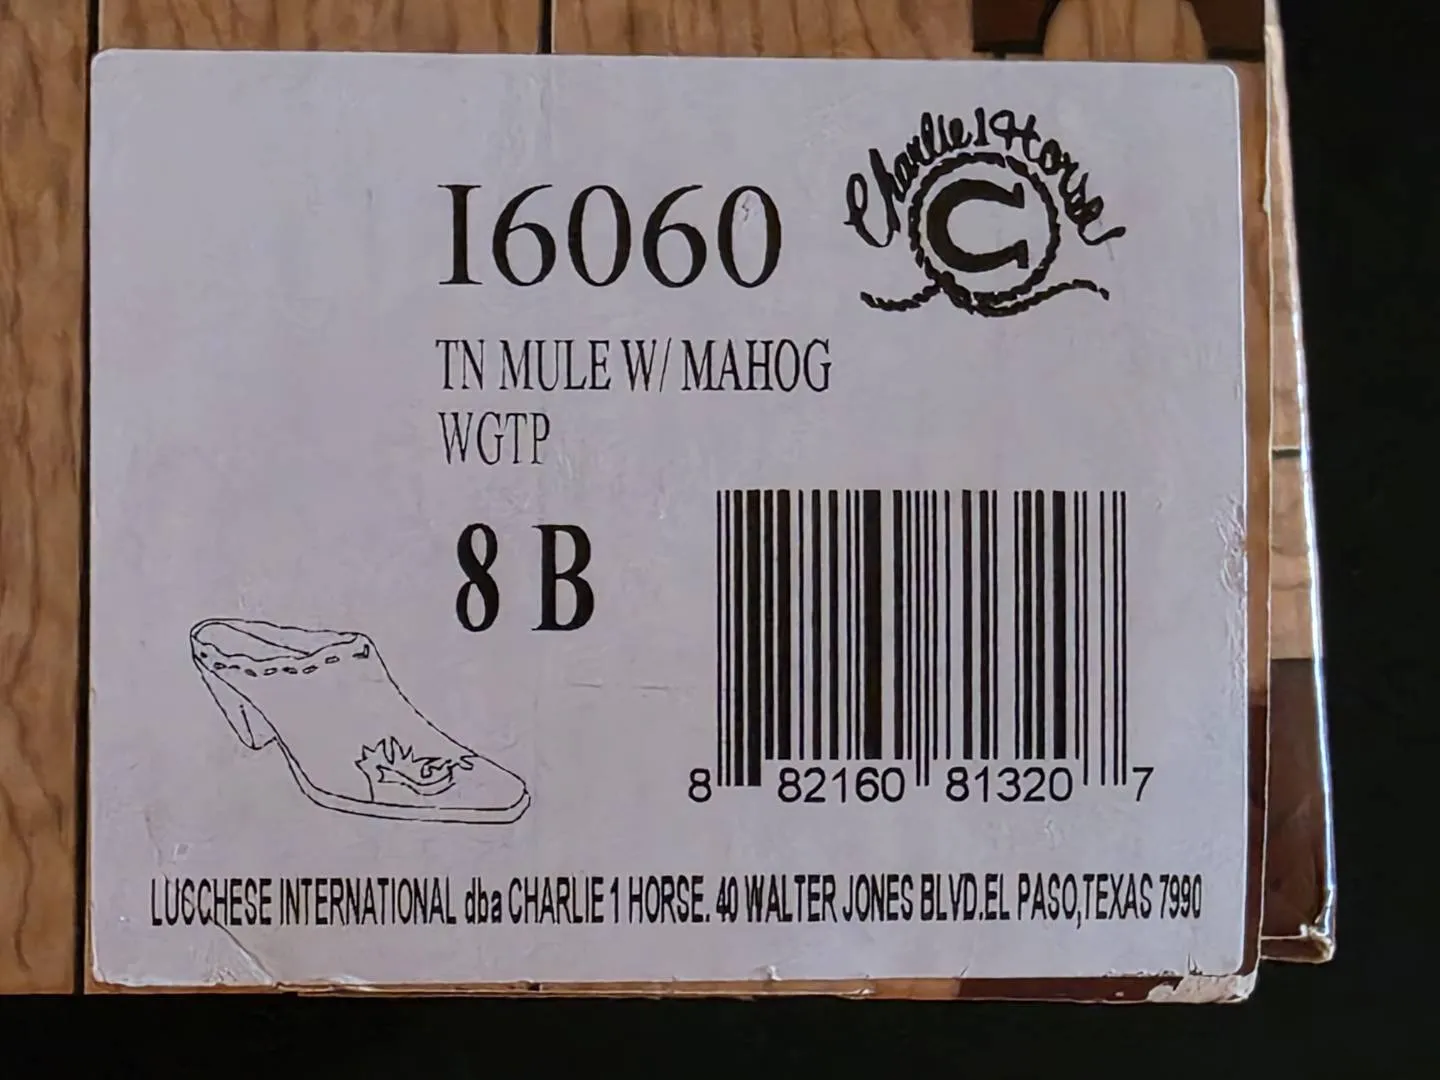 Charlie 1 Horse
I6060
TN MULE W/ MAHOG
WGTP
8 B
8 82160 81320 7
LUCCHESE INTERNATIONAL dba CHARLIE 1 HORSE. 40 WALTER JONES BLVD.EL PASO,TEXAS 7990